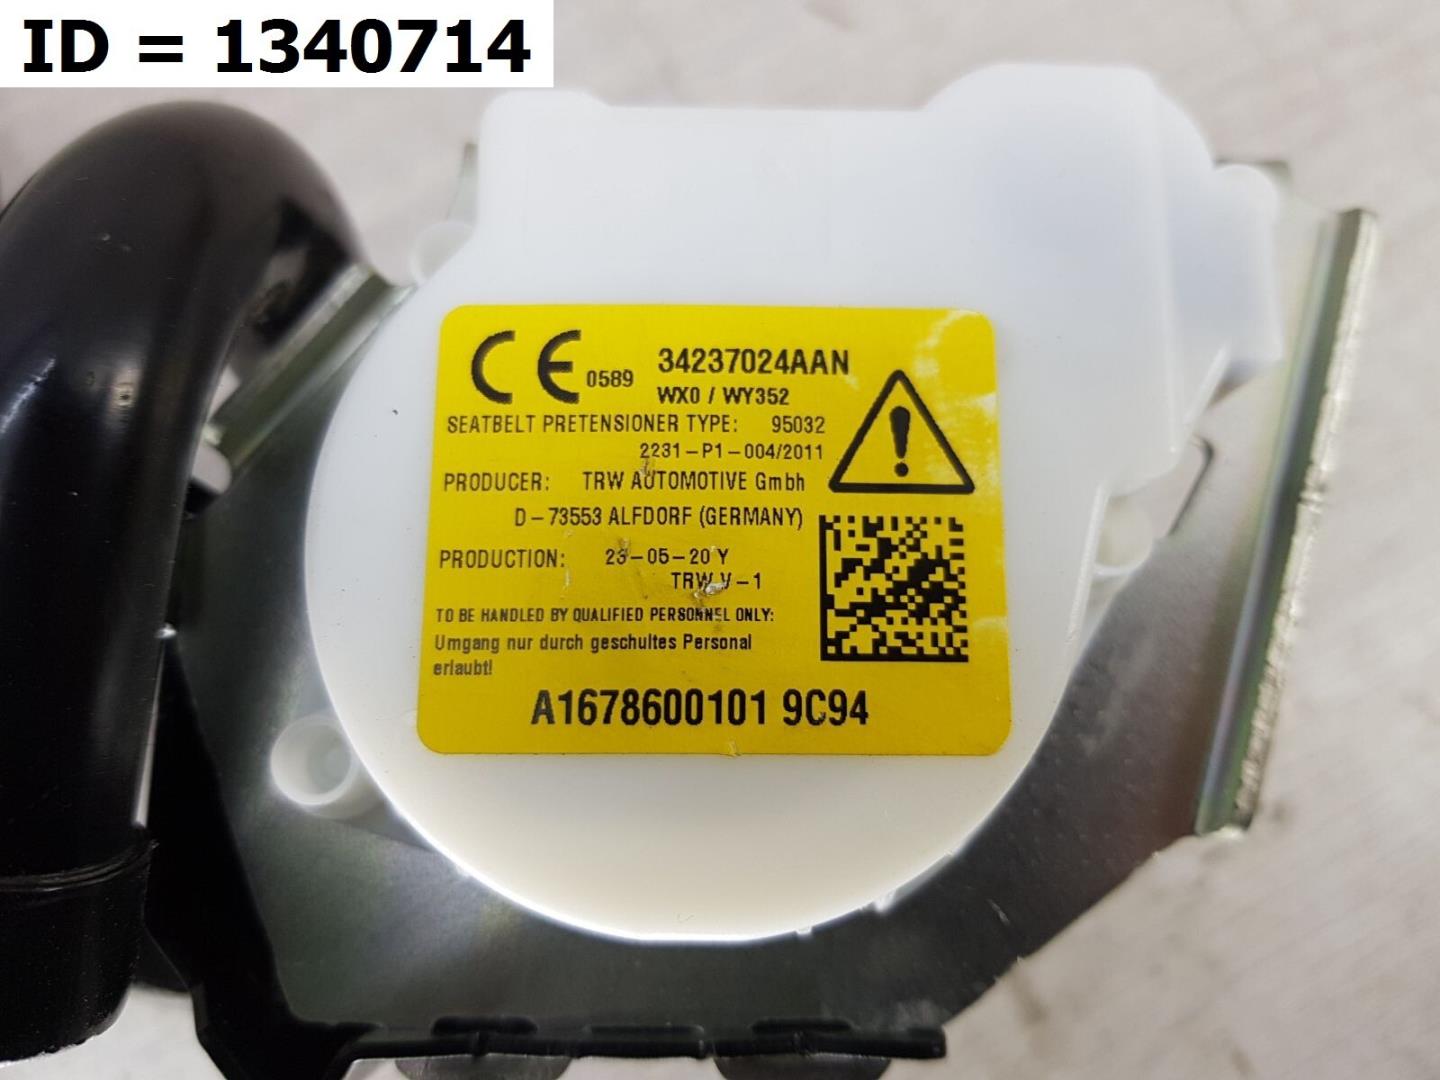 ID = 1340714
CE 0589 34237024AAN
WX0 / WY352
SEATBELT PRETENSIONER TYPE: 95032
2231-P1-004/2011
PRODUCER: TRW AUTOMOTIVE Gmbh
D-73553 ALFDORF (GERMANY)
PRODUCTION: 23-05-20 Y
TRW V-1
TO BE HANDLED BY QUALIFIED PERSONNEL ONLY:
Umgang nur durch geschultes Personal
erlaubt!
A1678600101 9C94